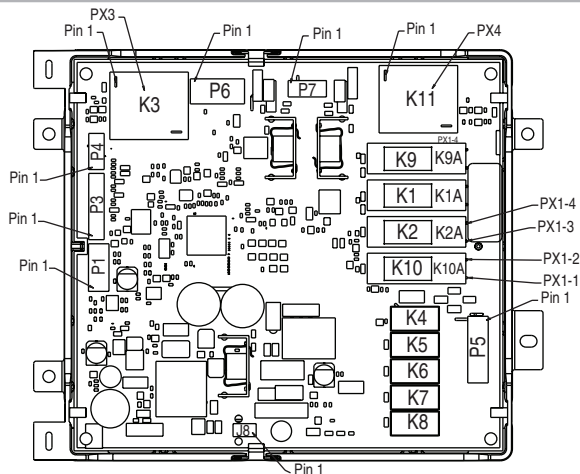 PX3
Pin 1
Pin 1
Pin 1
Pin 1
PX4
K3
P6
P7
K11
PX1-4
P4
K9
K9A
Pin 1
K1
K1A
P3
PX1-4
K2
K2A
PX1-3
Pin 1
P1
PX1-2
K10
K10A
PX1-1
Pin 1
Pin 1
K4
K5
P5
K6
K7
K8
J8
Pin 1